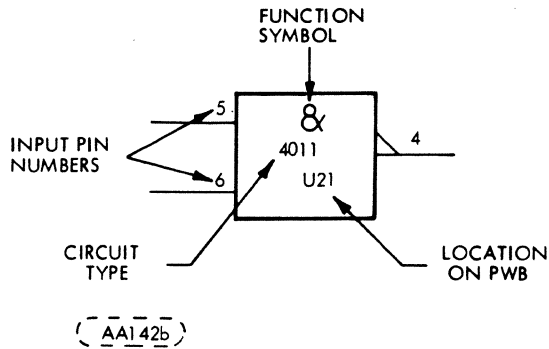 FUNCTION
SYMBOL
5
&
4
INPUT PIN
NUMBERS
4011
6
U21
CIRCUIT
TYPE
LOCATION
ON PWB
AA142b